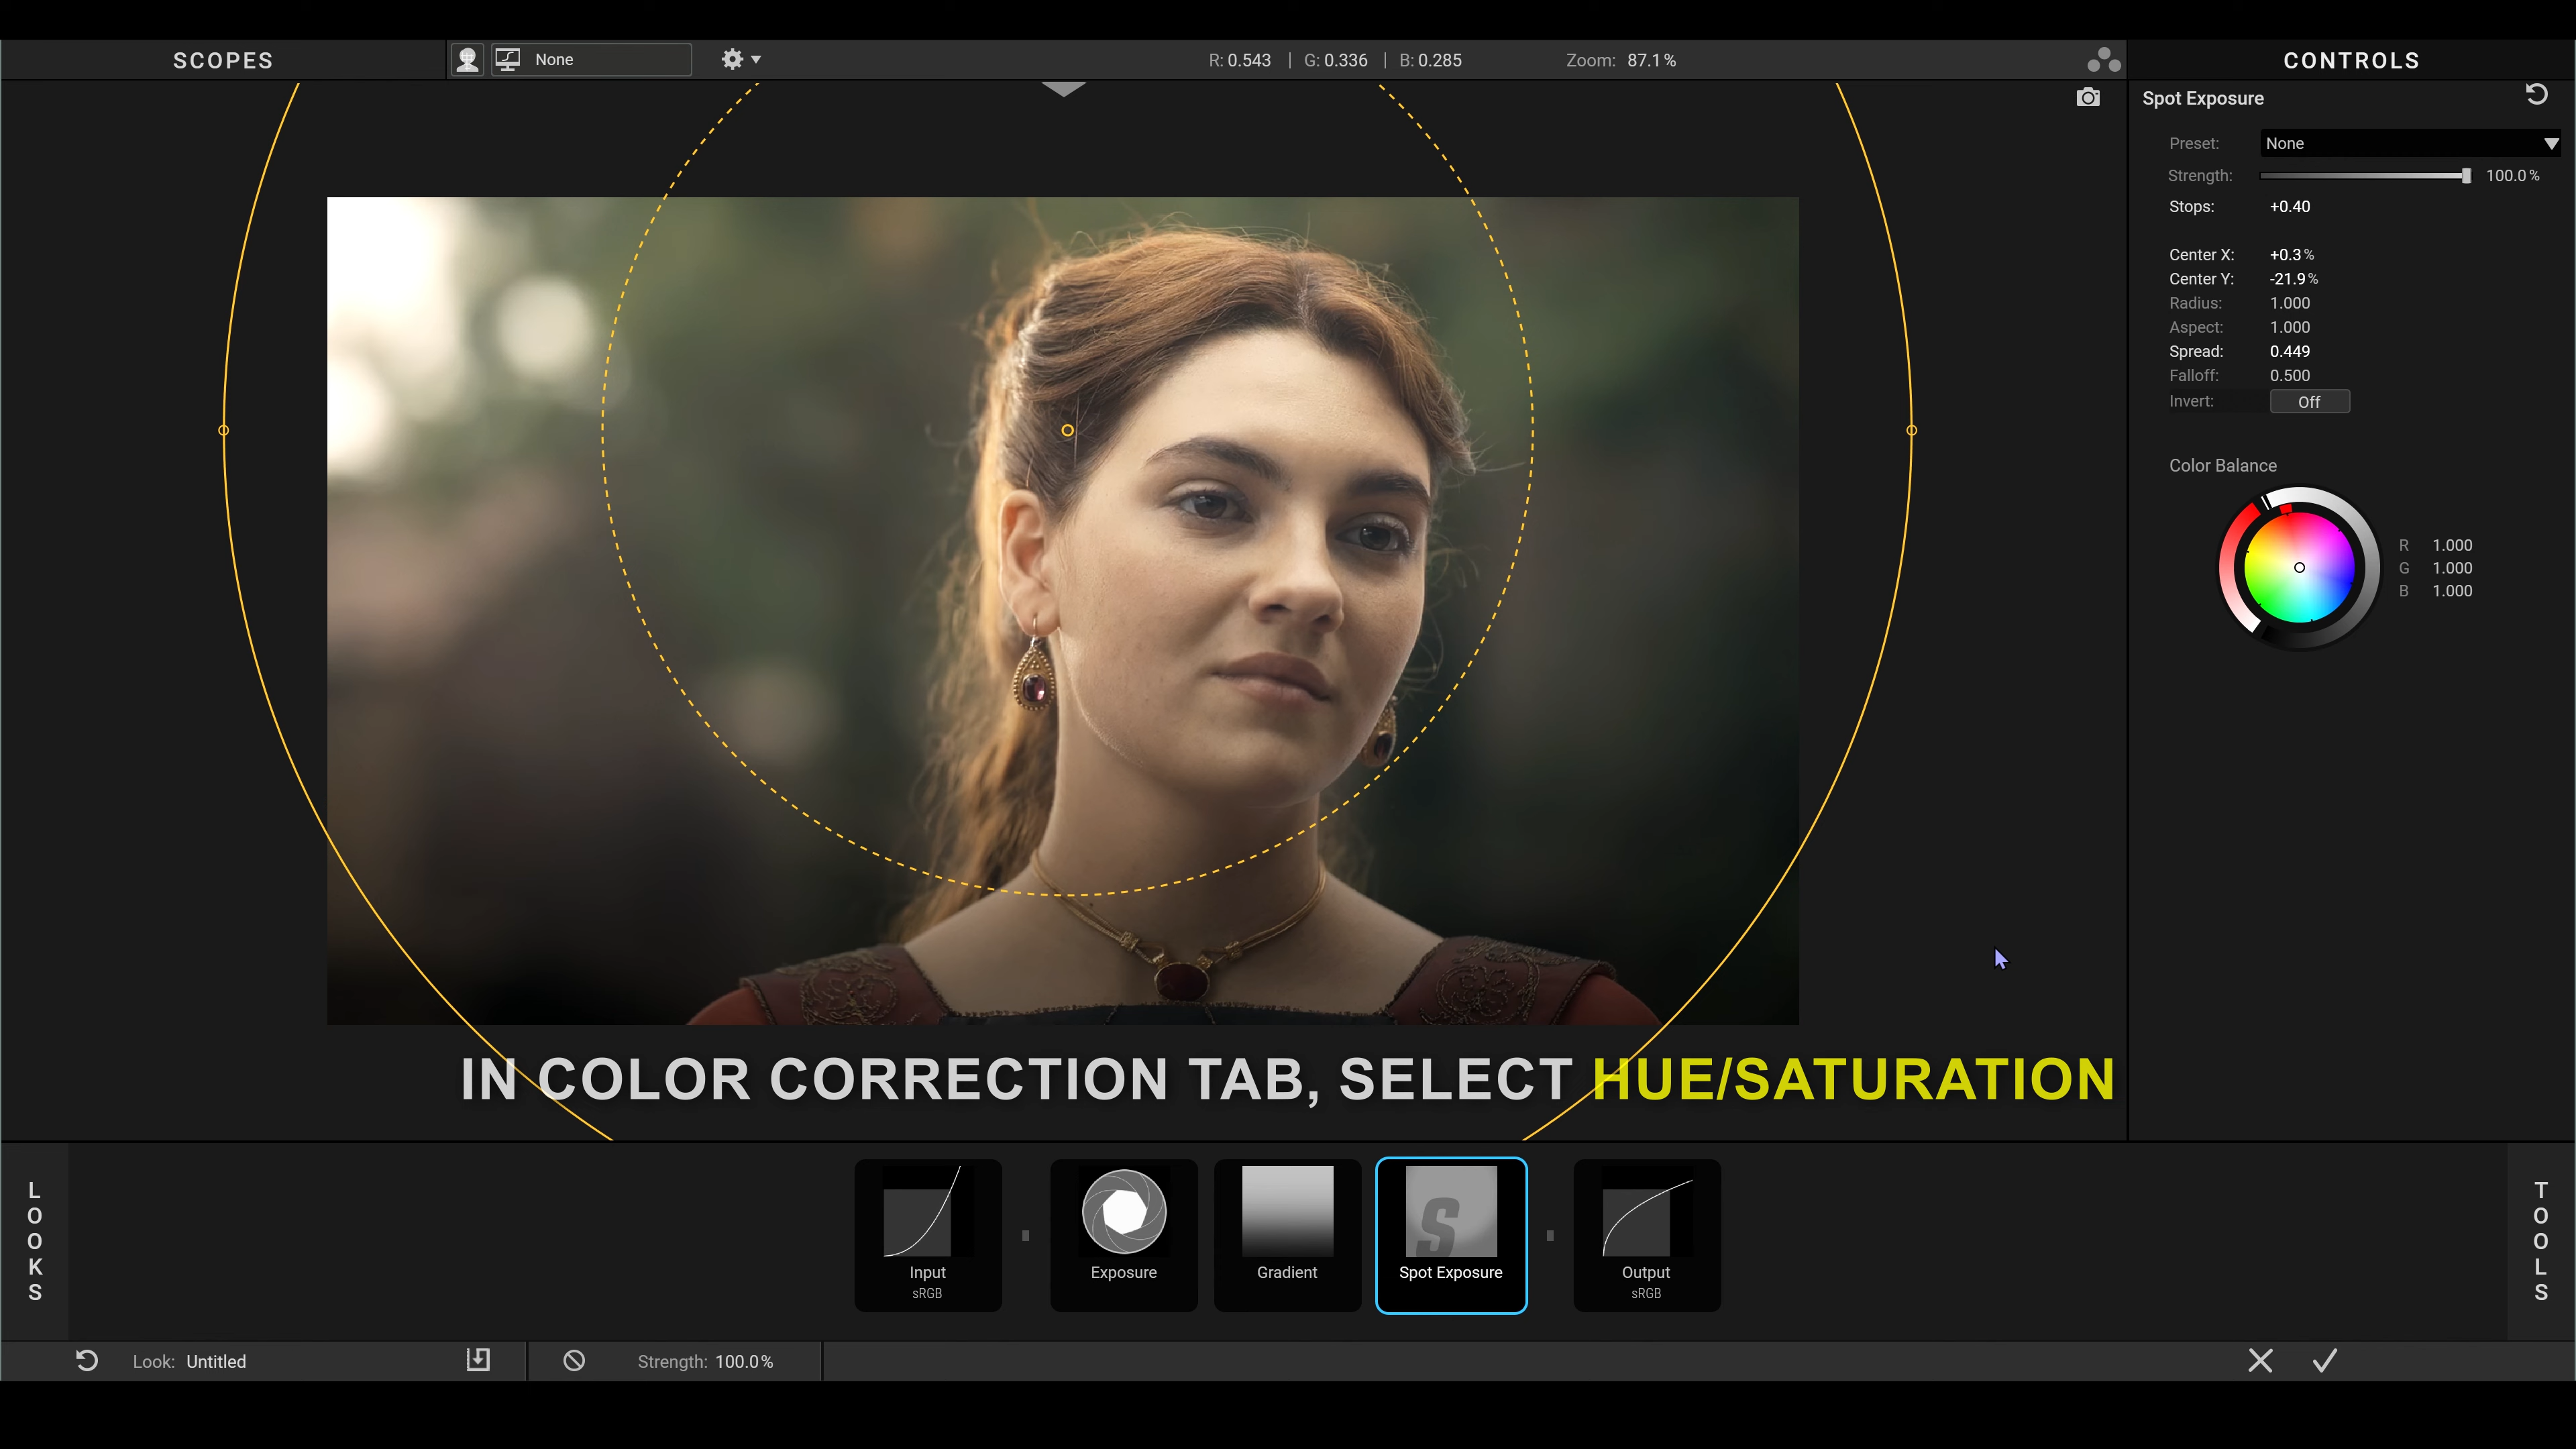 SCOPES
None
R: 0.543 | G: 0.336 | B: 0.285
Zoom: 87.1%
CONTROLS
Spot Exposure
Preset: None
Strength: 100.0%
Stops: +0.40
Center X: +0.3%
Center Y: -21.9%
Radius: 1.000
Aspect: 1.000
Spread: 0.449
Falloff: 0.500
Invert: Off
Color Balance
R 1.000
G 1.000
B 1.000
IN COLOR CORRECTION TAB, SELECT HUE/SATURATION
LOOKS
Input
sRGB
Exposure
Gradient
S
Spot Exposure
Output
sRGB
TOOLS
Look: Untitled
Strength: 100.0%